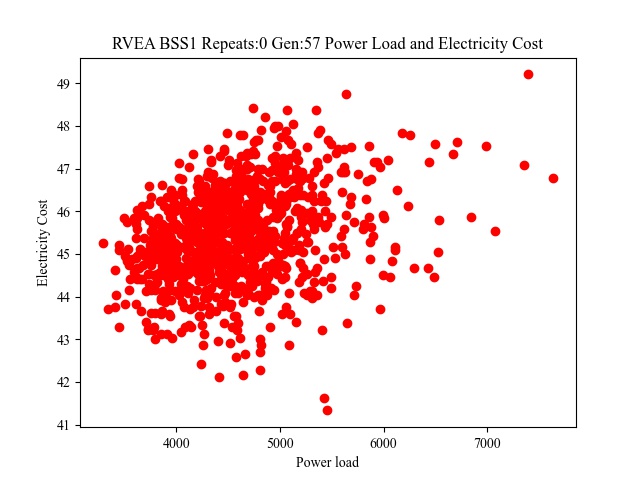 RVEA BSS1 Repeats:0 Gen:57 Power Load and Electricity Cost
49
48
47
46
45
44
43
42
41
Electricity Cost
4000 5000 6000 7000
Power load